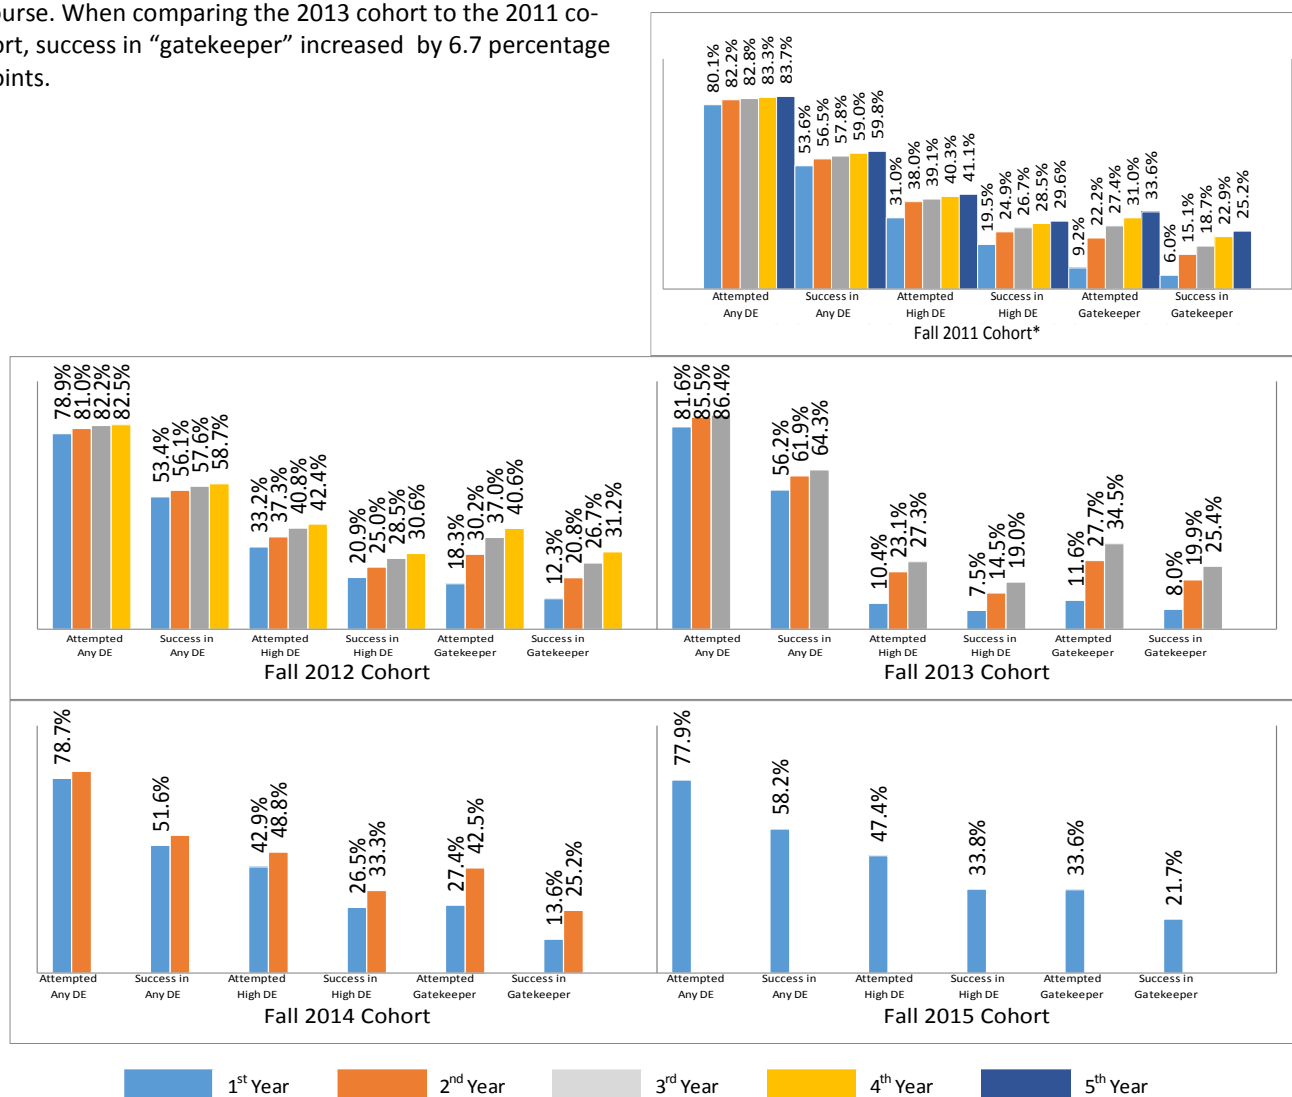 ourse. When comparing the 2013 cohort to the 2011 co-
ort, success in “gatekeeper” increased  by 6.7 percentage
oints.
80.1% 82.2% 82.8% 83.3% 83.7%
53.6% 56.5% 57.8% 59.0% 59.8%
31.0% 38.0% 39.1% 40.3% 41.1%
19.5% 24.9% 26.7% 28.5% 29.6%
9.2% 22.2% 27.4% 31.0% 33.6%
6.0% 15.1% 18.7% 22.9% 25.2%
Attempted Success in Attempted Success in Attempted Success in
Any DE Any DE High DE High DE Gatekeeper Gatekeeper
Fall 2011 Cohort*
78.9% 81.0% 82.2% 82.5%
53.4% 56.1% 57.6% 58.7%
33.2% 37.3% 40.8% 42.4%
20.9% 25.0% 28.5% 30.6%
18.3% 30.2% 37.0% 40.6%
12.3% 20.8% 26.7% 31.2%
Attempted Success in Attempted Success in Attempted Success in
Any DE Any DE High DE High DE Gatekeeper Gatekeeper
Fall 2012 Cohort
81.6% 85.5% 86.4%
56.2% 61.9% 64.3%
10.4% 23.1% 27.3%
7.5% 14.5% 19.0%
11.6% 27.7% 34.5%
8.0% 19.9% 25.4%
Attempted Success in Attempted Success in Attempted Success in
Any DE Any DE High DE High DE Gatekeeper Gatekeeper
Fall 2013 Cohort
78.7%
51.6%
42.9% 48.8%
26.5% 33.3%
27.4% 42.5%
13.6% 25.2%
Attempted Success in Attempted Success in Attempted Success in
Any DE Any DE High DE High DE Gatekeeper Gatekeeper
Fall 2014 Cohort
77.9%
58.2%
47.4%
33.8%
33.6%
21.7%
Attempted Success in Attempted Success in Attempted Success in
Any DE Any DE High DE High DE Gatekeeper Gatekeeper
Fall 2015 Cohort
1st Year 2nd Year 3rd Year 4th Year 5th Year